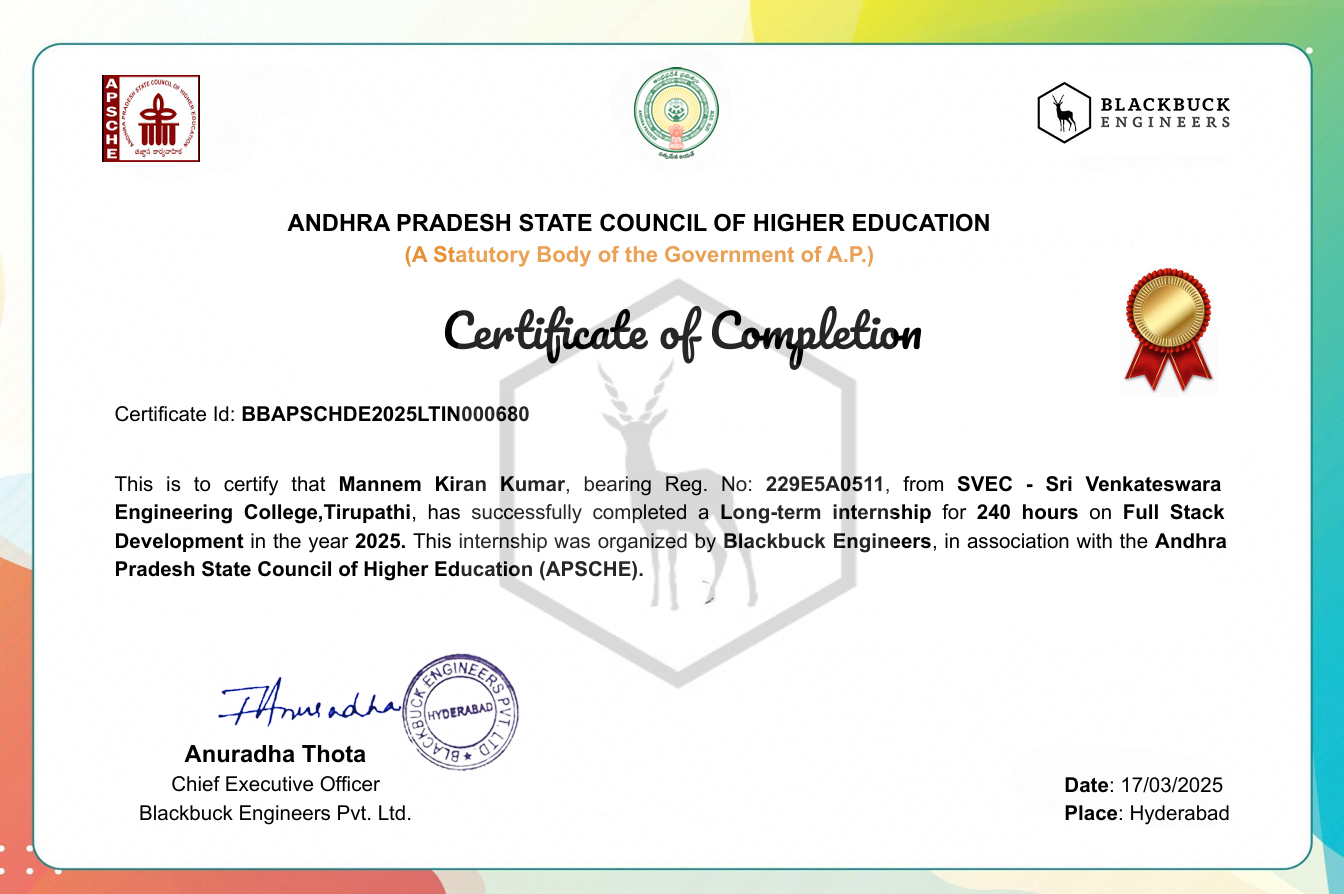 APSCHE
ANDHRA PRADESH STATE COUNCIL OF HIGHER EDUCATION
BLACKBUCK
ENGINEERS
ANDHRA PRADESH STATE COUNCIL OF HIGHER EDUCATION
(A Statutory Body of the Government of A.P.)
Certificate of Completion
Certificate Id: BBAPSCHDE2025LTIN000680
This is to certify that Mannem Kiran Kumar, bearing Reg. No: 229E5A0511, from SVEC - Sri Venkateswara
Engineering College,Tirupathi, has successfully completed a Long-term internship for 240 hours on Full Stack
Development in the year 2025. This internship was organized by Blackbuck Engineers, in association with the Andhra
Pradesh State Council of Higher Education (APSCHE).
TAnuradha
BLACKBUCK ENGINEERS PVT. LTD. ★
HYDERABAD
Anuradha Thota
Chief Executive Officer
Blackbuck Engineers Pvt. Ltd.
Date: 17/03/2025
Place: Hyderabad